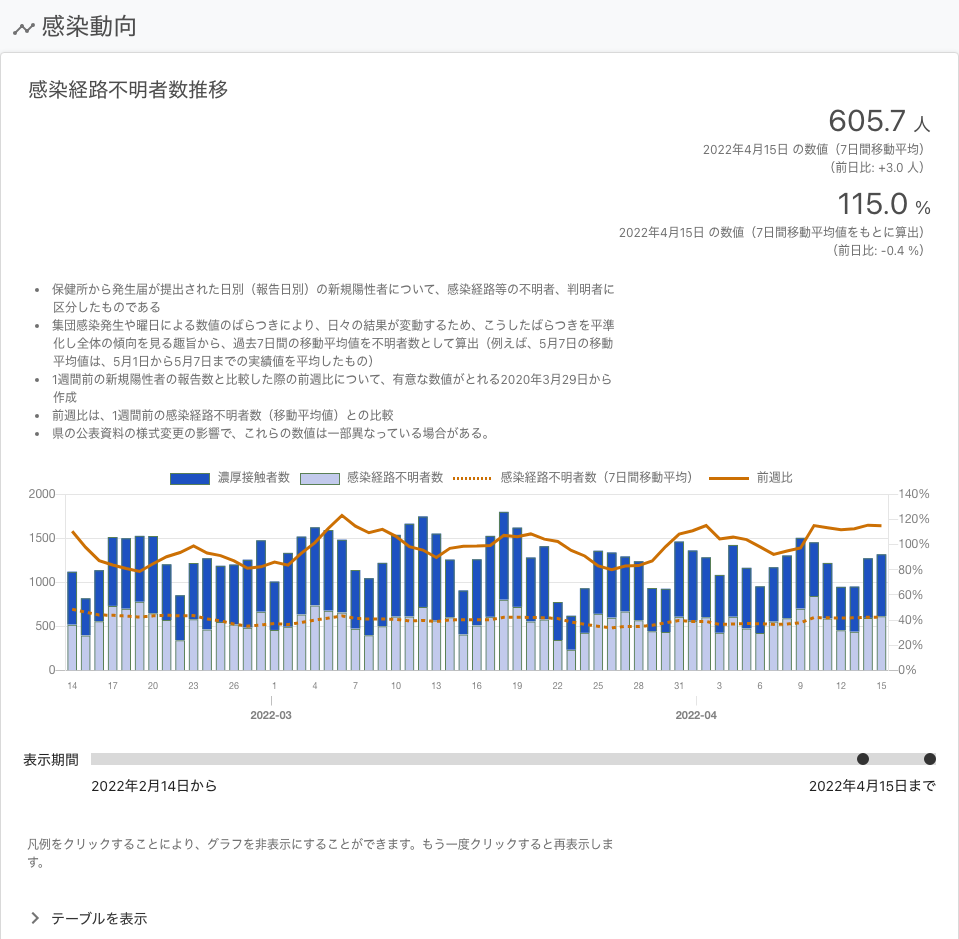 感染動向
感染経路不明者数推移
605.7 人
2022年4月15日 の数値（7日間移動平均）
（前日比: +3.0 人）
115.0 %
2022年4月15日 の数値（7日間移動平均値をもとに算出）
（前日比: -0.4 %）
• 保健所から発生届が提出された日別（報告日別）の新規陽性者について、感染経路等の不明者、判明者に
区分したものである
• 集団感染発生や曜日による数値のばらつきにより、日々の結果が変動するため、こうしたばらつきを平準
化し全体の傾向を見る趣旨から、過去7日間の移動平均値を不明者数として算出（例えば、5月7日の移動
平均値は、5月1日から5月7日までの実績値を平均したもの）
• 1週間前の新規陽性者の報告数と比較した際の前週比について、有意な数値がとれる2020年3月29日から
作成
• 前週比は、1週間前の感染経路不明者数（移動平均値）との比較
• 県の公表資料の様式変更の影響で、これらの数値は一部異なっている場合がある。
濃厚接触者数 感染経路不明者数 感染経路不明者数（7日間移動平均） 前週比
2000 140%
120%
1500
100%
1000 80%
60%
500 40%
20%
0 0%
14 17 20 23 26 1 4 7 10 13 16 19 22 25 28 31 3 6 9 12 15
2022-03 2022-04
表示期間
2022年2月14日から 2022年4月15日まで
凡例をクリックすることにより、グラフを非表示にすることができます。もう一度クリックすると再表示しま
す。
テーブルを表示